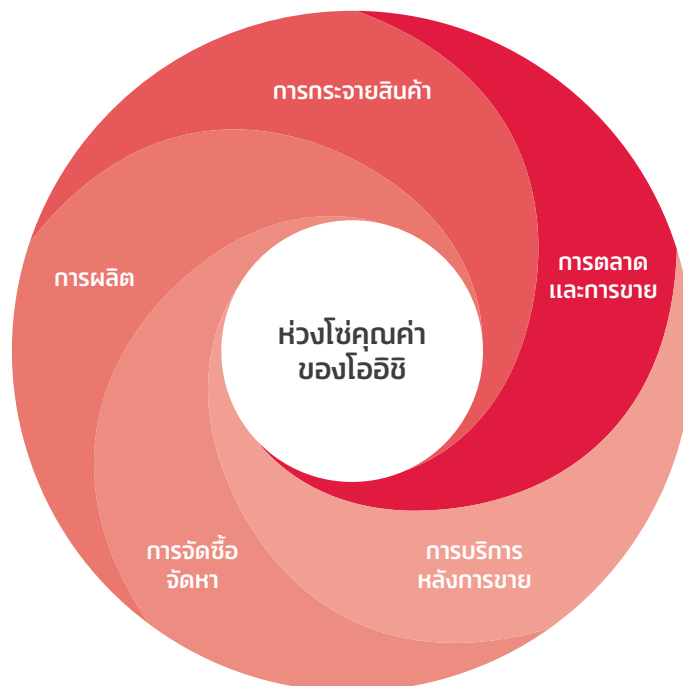 การกระจายสินค้า
การตลาด
และการขาย
การผลิต
ห่วงโซ่คุณค่า
ของโออิชิ
การจัดซื้อ
จัดหา
การบริการ
หลังการขาย